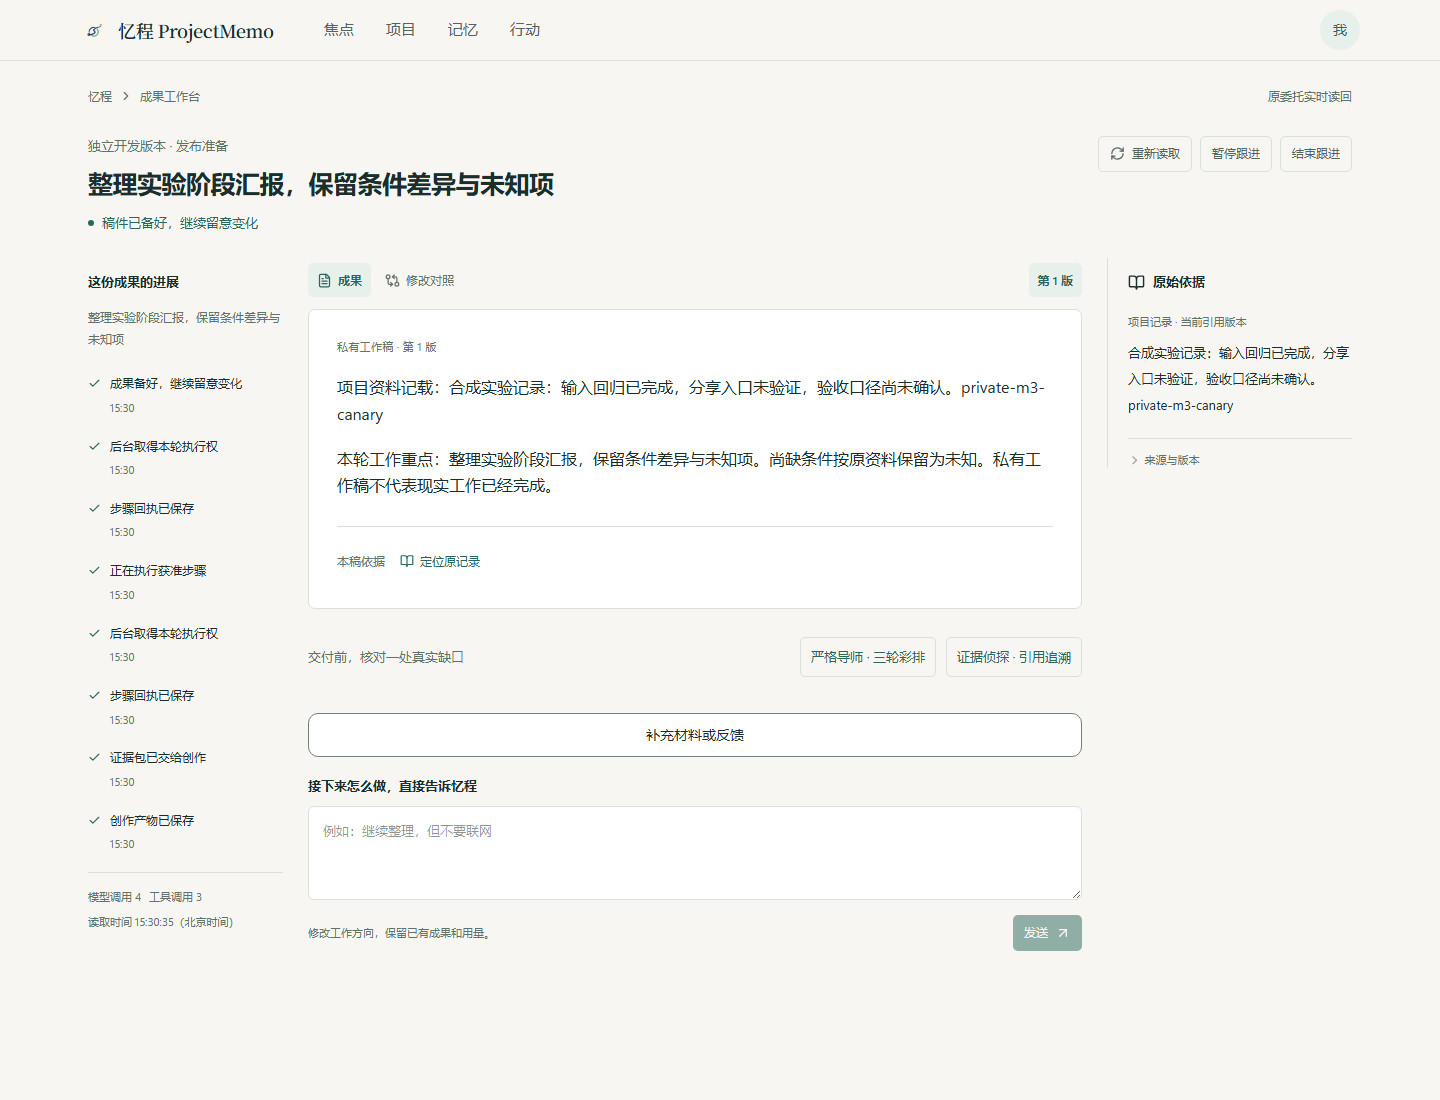 忆程 ProjectMemo
焦点
项目
记忆
行动
我
忆程
成果工作台
原委托实时读回
独立开发版本 · 发布准备
重新读取
暂停跟进
结束跟进
整理实验阶段汇报，保留条件差异与未知项
稿件已备好，继续留意变化
这份成果的进展
整理实验阶段汇报，保留条件差异与
未知项
成果备好，继续留意变化
15:30
后台取得本轮执行权
15:30
步骤回执已保存
15:30
正在执行获准步骤
15:30
后台取得本轮执行权
15:30
步骤回执已保存
15:30
证据包已交给创作
15:30
创作产物已保存
15:30
模型调用 4 工具调用 3
读取时间 15:30:35（北京时间）
成果
修改对照
第 1 版
私有工作稿 · 第 1 版
项目资料记载：合成实验记录：输入回归已完成，分享入口未验证，验收口径尚未确认。private-m3-
canary
本轮工作重点：整理实验阶段汇报，保留条件差异与未知项。尚缺条件按原资料保留为未知。私有工
作稿不代表现实工作已经完成。
本稿依据
定位原记录
交付前，核对一处真实缺口
严格导师 · 三轮彩排
证据侦探 · 引用追溯
补充材料或反馈
接下来怎么做，直接告诉忆程
例如：继续整理，但不要联网
修改工作方向，保留已有成果和用量。
发送
原始依据
项目记录 · 当前引用版本
合成实验记录：输入回归已完成，分享
入口未验证，验收口径尚未确认。
private-m3-canary
来源与版本